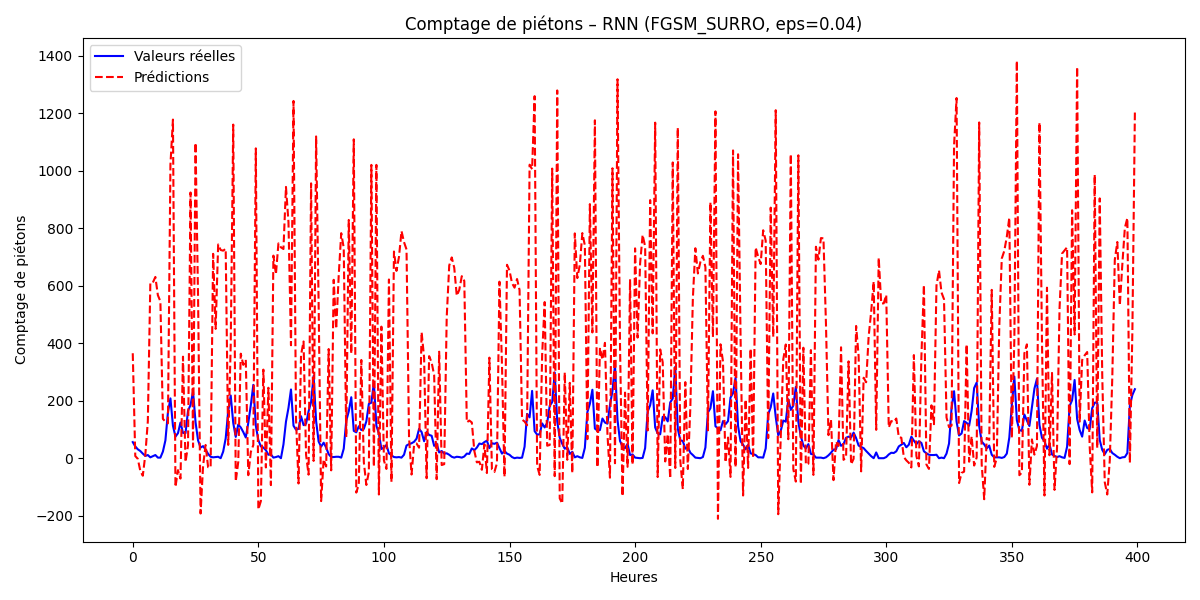 Comptage de piétons – RNN (FGSM_SURRO, eps=0.04)
Valeurs réelles
Prédictions
Comptage de piétons
1400
1200
1000
800
600
400
200
0
−200
0 50 100 150 200 250 300 350 400
Heures